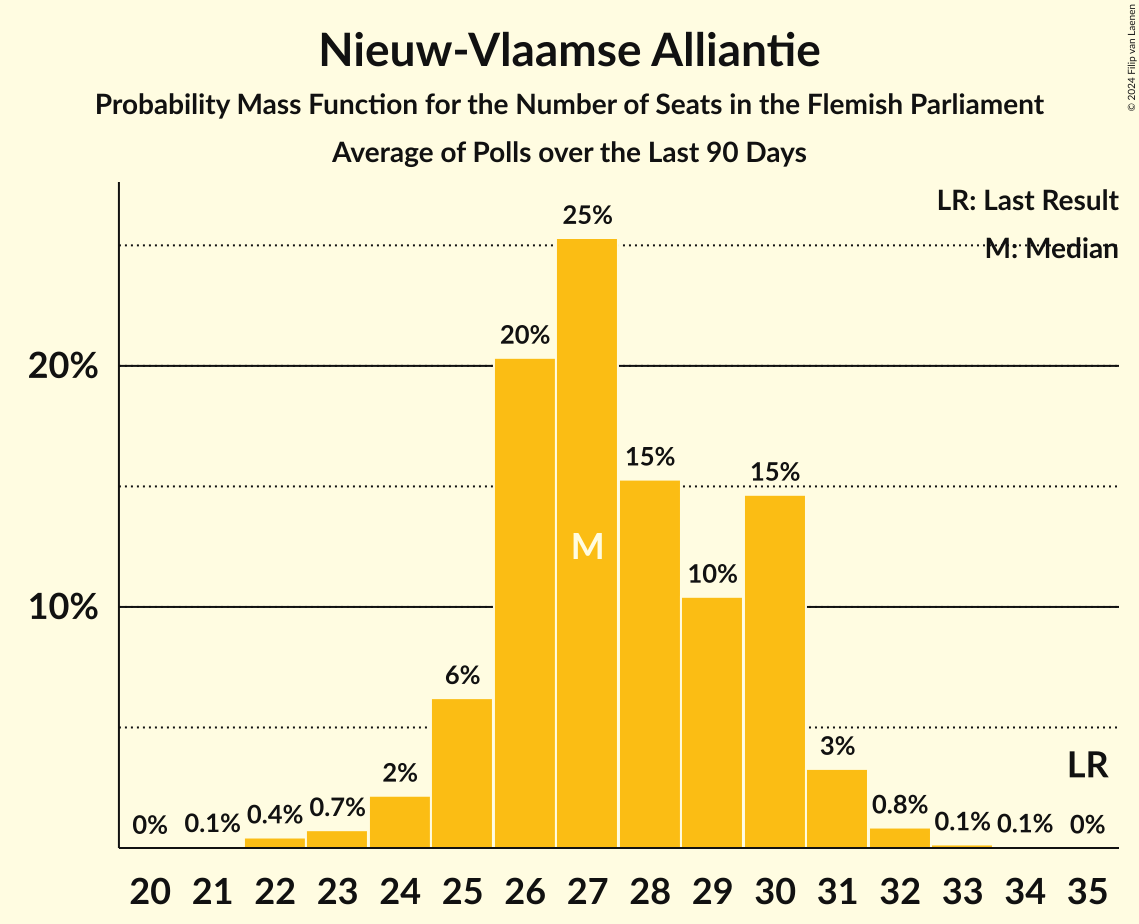 Nieuw-Vlaamse Alliantie
Probability Mass Function for the Number of Seats in the Flemish Parliament
Average of Polls over the Last 90 Days
© 2024 Filip van Laenen
LR: Last Result
M: Median
25%
20%
15%
15%
10%
6%
3%
2%
0%
0.1%
0.4%
0.7%
0.8%
0.1%
0.1%
0%
M
LR
20%
10%
20 21 22 23 24 25 26 27 28 29 30 31 32 33 34 35